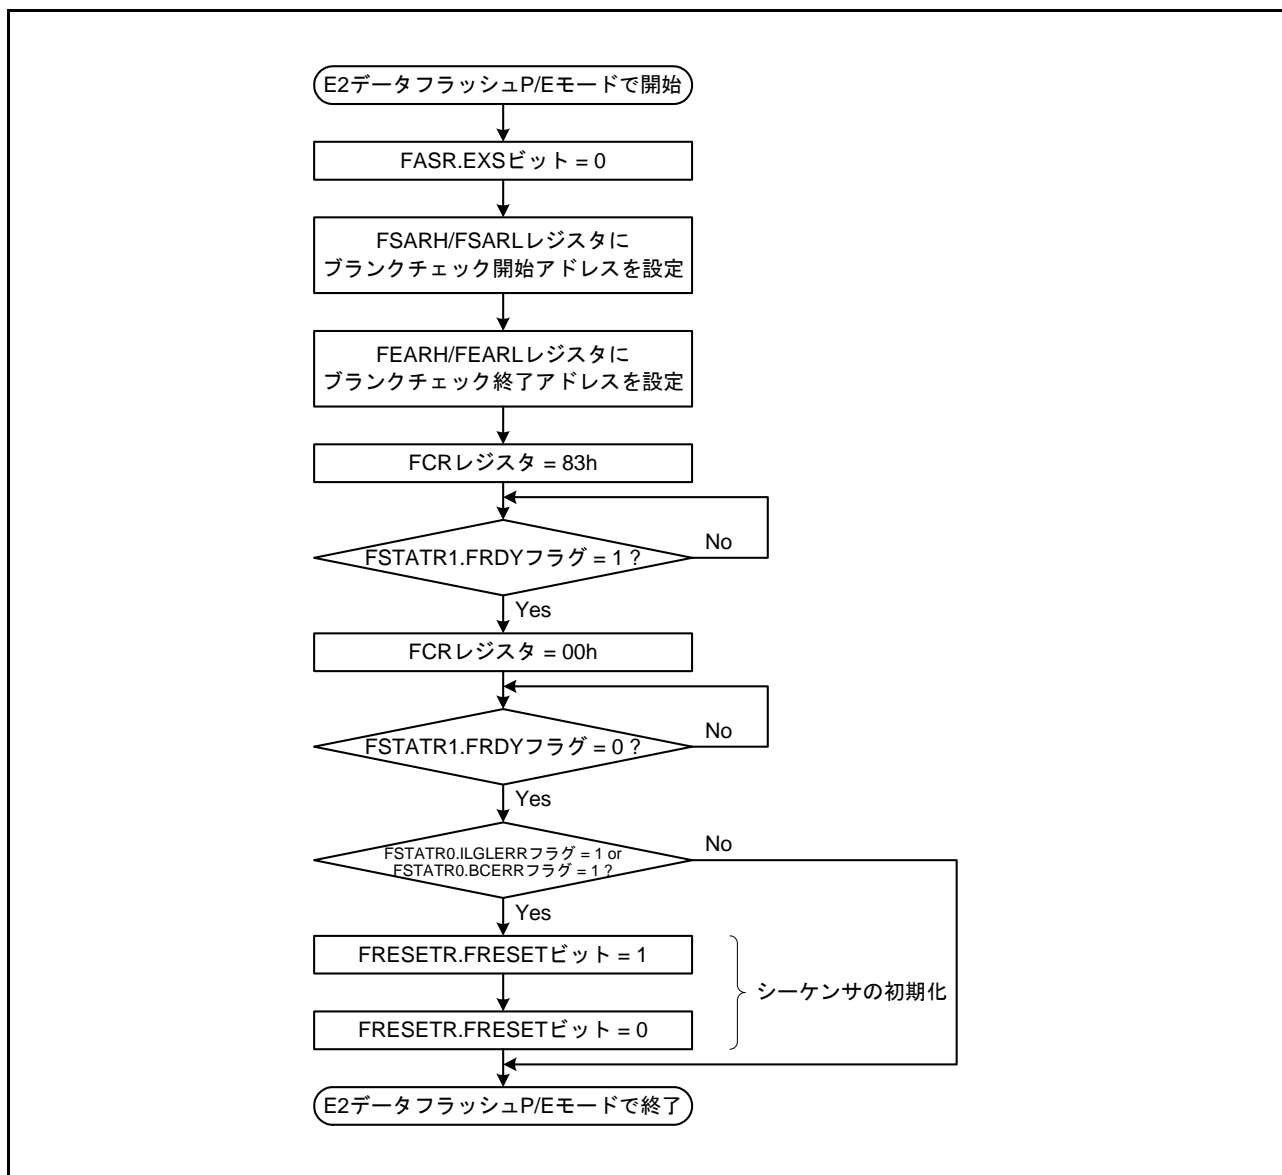 E2データフラッシュP/Eモードで開始
FASR.EXSビット = 0
FSARH/FSARLレジスタに
ブランクチェック開始アドレスを設定
FEARH/FEARLレジスタに
ブランクチェック終了アドレスを設定
FCRレジスタ = 83h
FSTATR1.FRDYフラグ = 1 ?
No
Yes
FCRレジスタ = 00h
FSTATR1.FRDYフラグ = 0 ?
No
Yes
FSTATR0.ILGLERRフラグ = 1 or
FSTATR0.BCERRフラグ = 1 ?
No
Yes
FRESETR.FRESETビット = 1
シーケンサの初期化
FRESETR.FRESETビット = 0
E2データフラッシュP/Eモードで終了